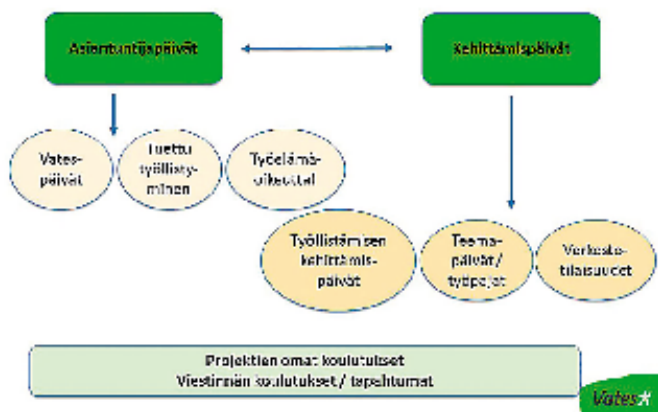 Asiantuntijapäivät
Kehittämispäivät
Vates-
päivät
Tuettu
työllisty-
minen
Työelämä-
oikeutta!
Työllistämisen
kehittämis-
päivät
Teema-
päivät/
työpajat
Verkosto-
tilaisuudet
Projektien omat koulutukset
Viestinnän koulutukset / tapahtumat
Vates